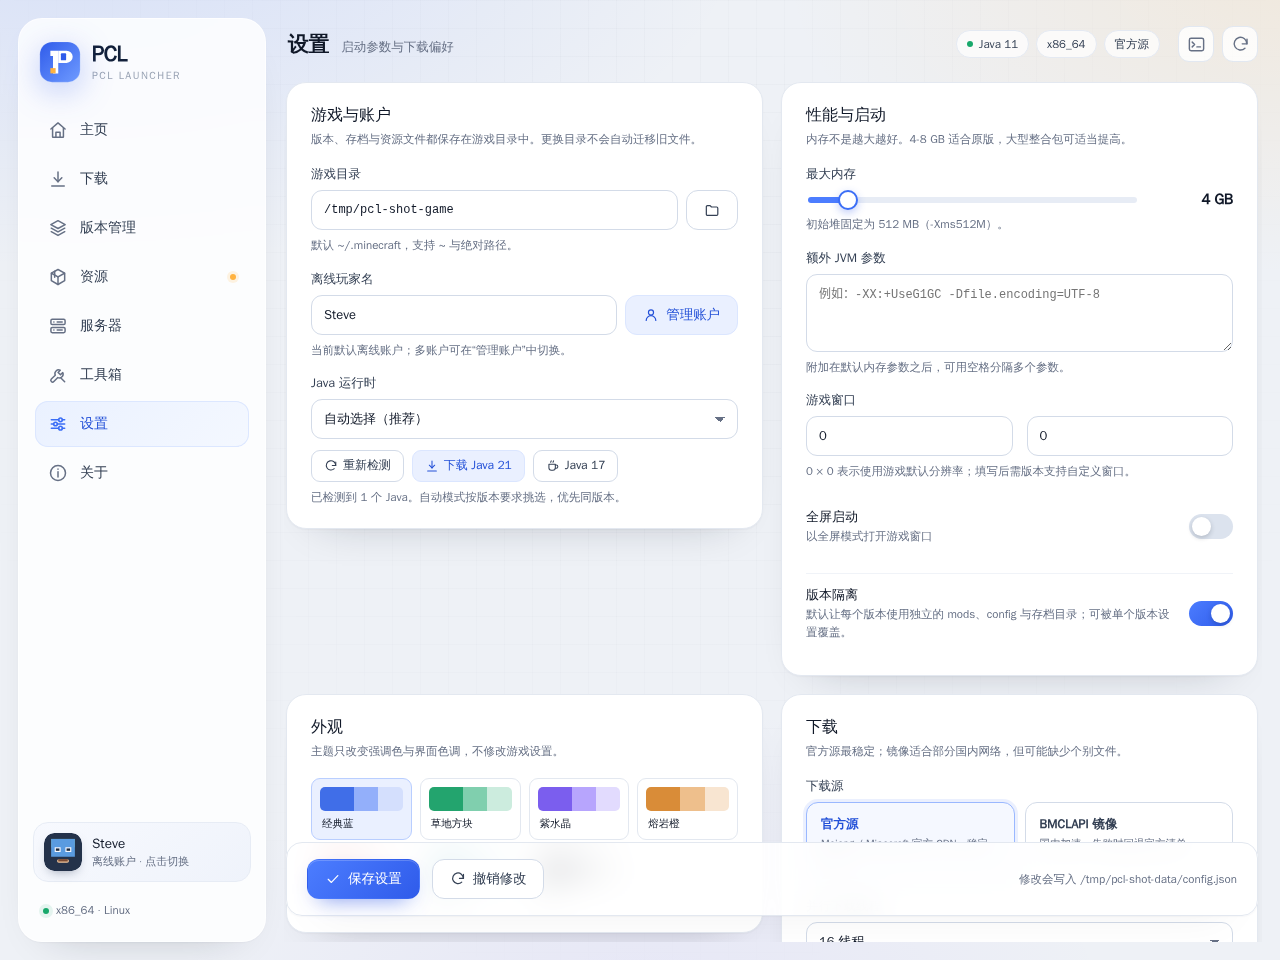 PCL
PCL LAUNCHER
主页
下载
版本管理
资源
服务器
工具箱
设置
关于
Steve
离线账户 · 点击切换
x86_64 · Linux
设置 启动参数与下载偏好
Java 11
x86_64
官方源
游戏与账户
版本、存档与资源文件都保存在游戏目录中。更换目录不会自动迁移旧文件。
游戏目录
/tmp/pcl-shot-game
默认 ~/.minecraft，支持 ~ 与绝对路径。
离线玩家名
Steve
管理账户
当前默认离线账户；多账户可在“管理账户”中切换。
Java 运行时
自动选择（推荐）
重新检测
下载 Java 21
Java 17
已检测到 1 个 Java。自动模式按版本要求挑选，优先同版本。
性能与启动
内存不是越大越好。4-8 GB 适合原版，大型整合包可适当提高。
最大内存
4 GB
初始堆固定为 512 MB（-Xms512M）。
额外 JVM 参数
例如：-XX:+UseG1GC -Dfile.encoding=UTF-8
附加在默认内存参数之后，可用空格分隔多个参数。
游戏窗口
0
0
0 × 0 表示使用游戏默认分辨率；填写后需版本支持自定义窗口。
全屏启动
以全屏模式打开游戏窗口
版本隔离
默认让每个版本使用独立的 mods、config 与存档目录；可被单个版本设
置覆盖。
外观
主题只改变强调色与界面色调，不修改游戏设置。
经典蓝
草地方块
紫水晶
熔岩橙
下载
官方源最稳定；镜像适合部分国内网络，但可能缺少个别文件。
下载源
官方源
BMCLAPI 镜像
保存设置
撤销修改
修改会写入 /tmp/pcl-shot-data/config.json
16 线程